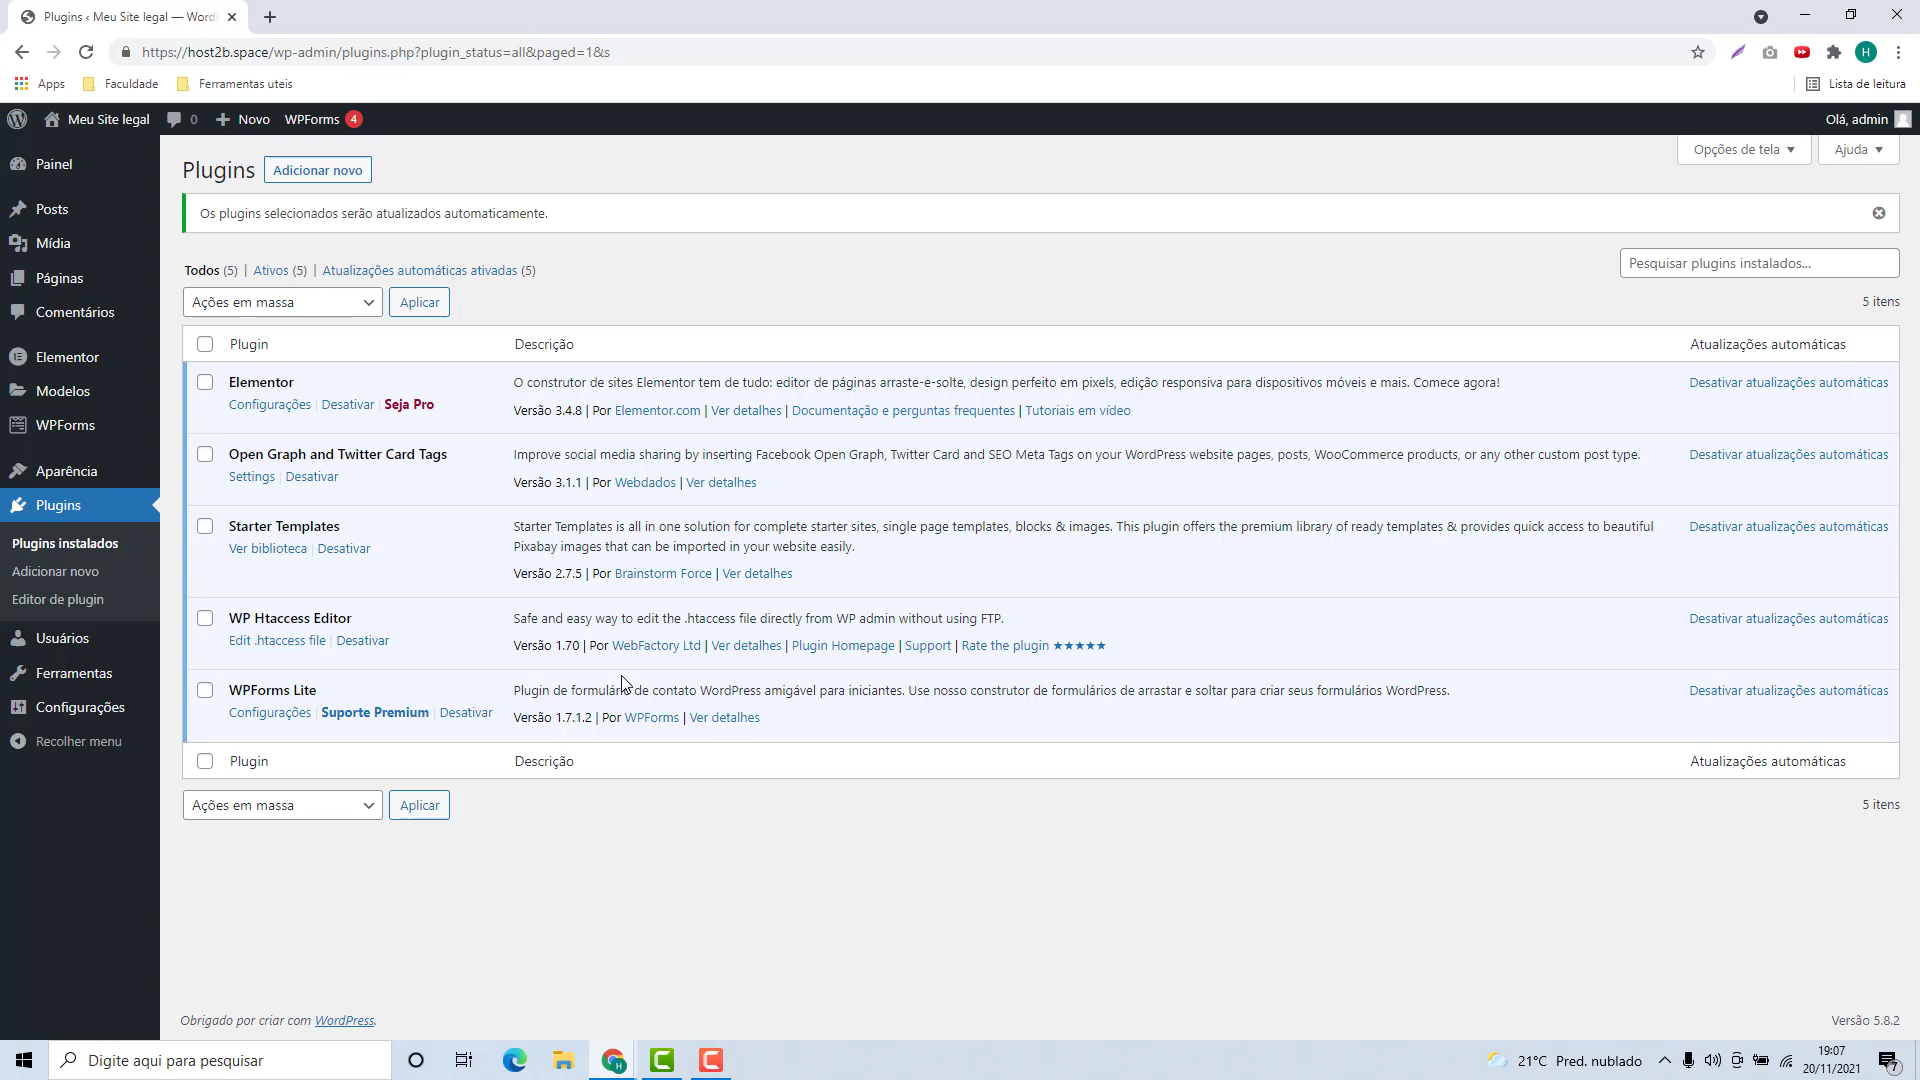 Plugins ‹ Meu Site legal — Word
https://host2b.space/wp-admin/plugins.php?plugin_status=all&paged=1&s
H
Apps
Faculdade
Ferramentas uteis
Lista de leitura
Meu Site legal
0
Novo
WPForms 4
Olá, admin
Painel
Posts
Mídia
Páginas
Comentários
Elementor
Modelos
WPForms
Aparência
Plugins
Plugins instalados
Adicionar novo
Editor de plugin
Usuários
Ferramentas
Configurações
Recolher menu
Opções de tela
Ajuda
Plugins
Adicionar novo
Os plugins selecionados serão atualizados automaticamente.
Todos (5) | Ativos (5) | Atualizações automáticas ativadas (5)
Pesquisar plugins instalados...
Ações em massa
Aplicar
5 itens
Plugin
Descrição
Atualizações automáticas
Elementor
Configurações | Desativar | Seja Pro
O construtor de sites Elementor tem de tudo: editor de páginas arraste-e-solte, design perfeito em pixels, edição responsiva para dispositivos móveis e mais. Comece agora!
Versão 3.4.8 | Por Elementor.com | Ver detalhes | Documentação e perguntas frequentes | Tutoriais em vídeo
Desativar atualizações automáticas
Open Graph and Twitter Card Tags
Settings | Desativar
Improve social media sharing by inserting Facebook Open Graph, Twitter Card and SEO Meta Tags on your WordPress website pages, posts, WooCommerce products, or any other custom post type.
Versão 3.1.1 | Por Webdados | Ver detalhes
Desativar atualizações automáticas
Starter Templates
Ver biblioteca | Desativar
Starter Templates is all in one solution for complete starter sites, single page templates, blocks & images. This plugin offers the premium library of ready templates & provides quick access to beautiful
Pixabay images that can be imported in your website easily.
Versão 2.7.5 | Por Brainstorm Force | Ver detalhes
Desativar atualizações automáticas
WP Htaccess Editor
Edit .htaccess file | Desativar
Safe and easy way to edit the .htaccess file directly from WP admin without using FTP.
Versão 1.70 | Por WebFactory Ltd | Ver detalhes | Plugin Homepage | Support | Rate the plugin ★★★★★
Desativar atualizações automáticas
WPForms Lite
Configurações | Suporte Premium | Desativar
Plugin de formulário de contato WordPress amigável para iniciantes. Use nosso construtor de formulários de arrastar e soltar para criar seus formulários WordPress.
Versão 1.7.1.2 | Por WPForms | Ver detalhes
Desativar atualizações automáticas
Plugin
Descrição
Atualizações automáticas
Ações em massa
Aplicar
5 itens
Obrigado por criar com WordPress.
Versão 5.8.2
Digite aqui para pesquisar
21°C Pred. nublado
19:07
20/11/2021
7